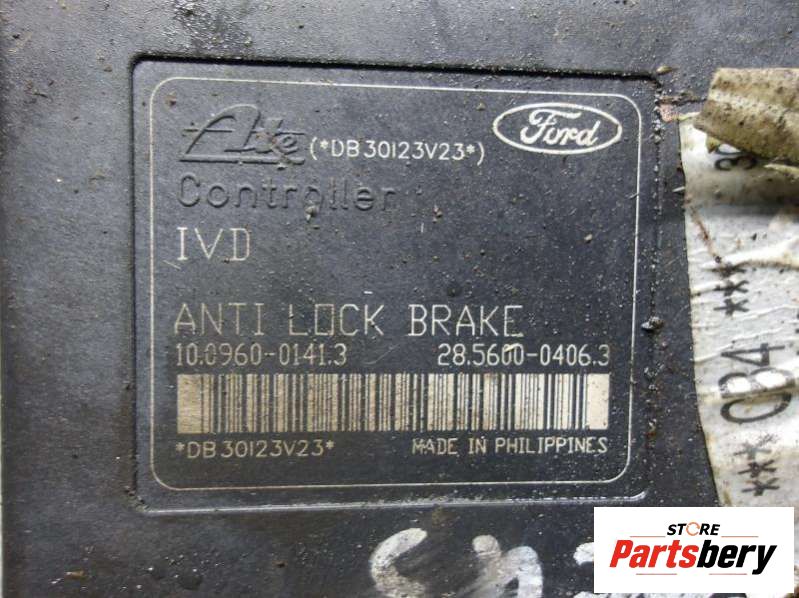 Ate (*DB30123V23*) Ford
Controller
IVD
ANTI LOCK BRAKE
10.0960-0141.3 28.5600-0406.3
*DB30123V23* MADE IN PHILIPPINES
*** 0B4 ***
STORE
Partsbery